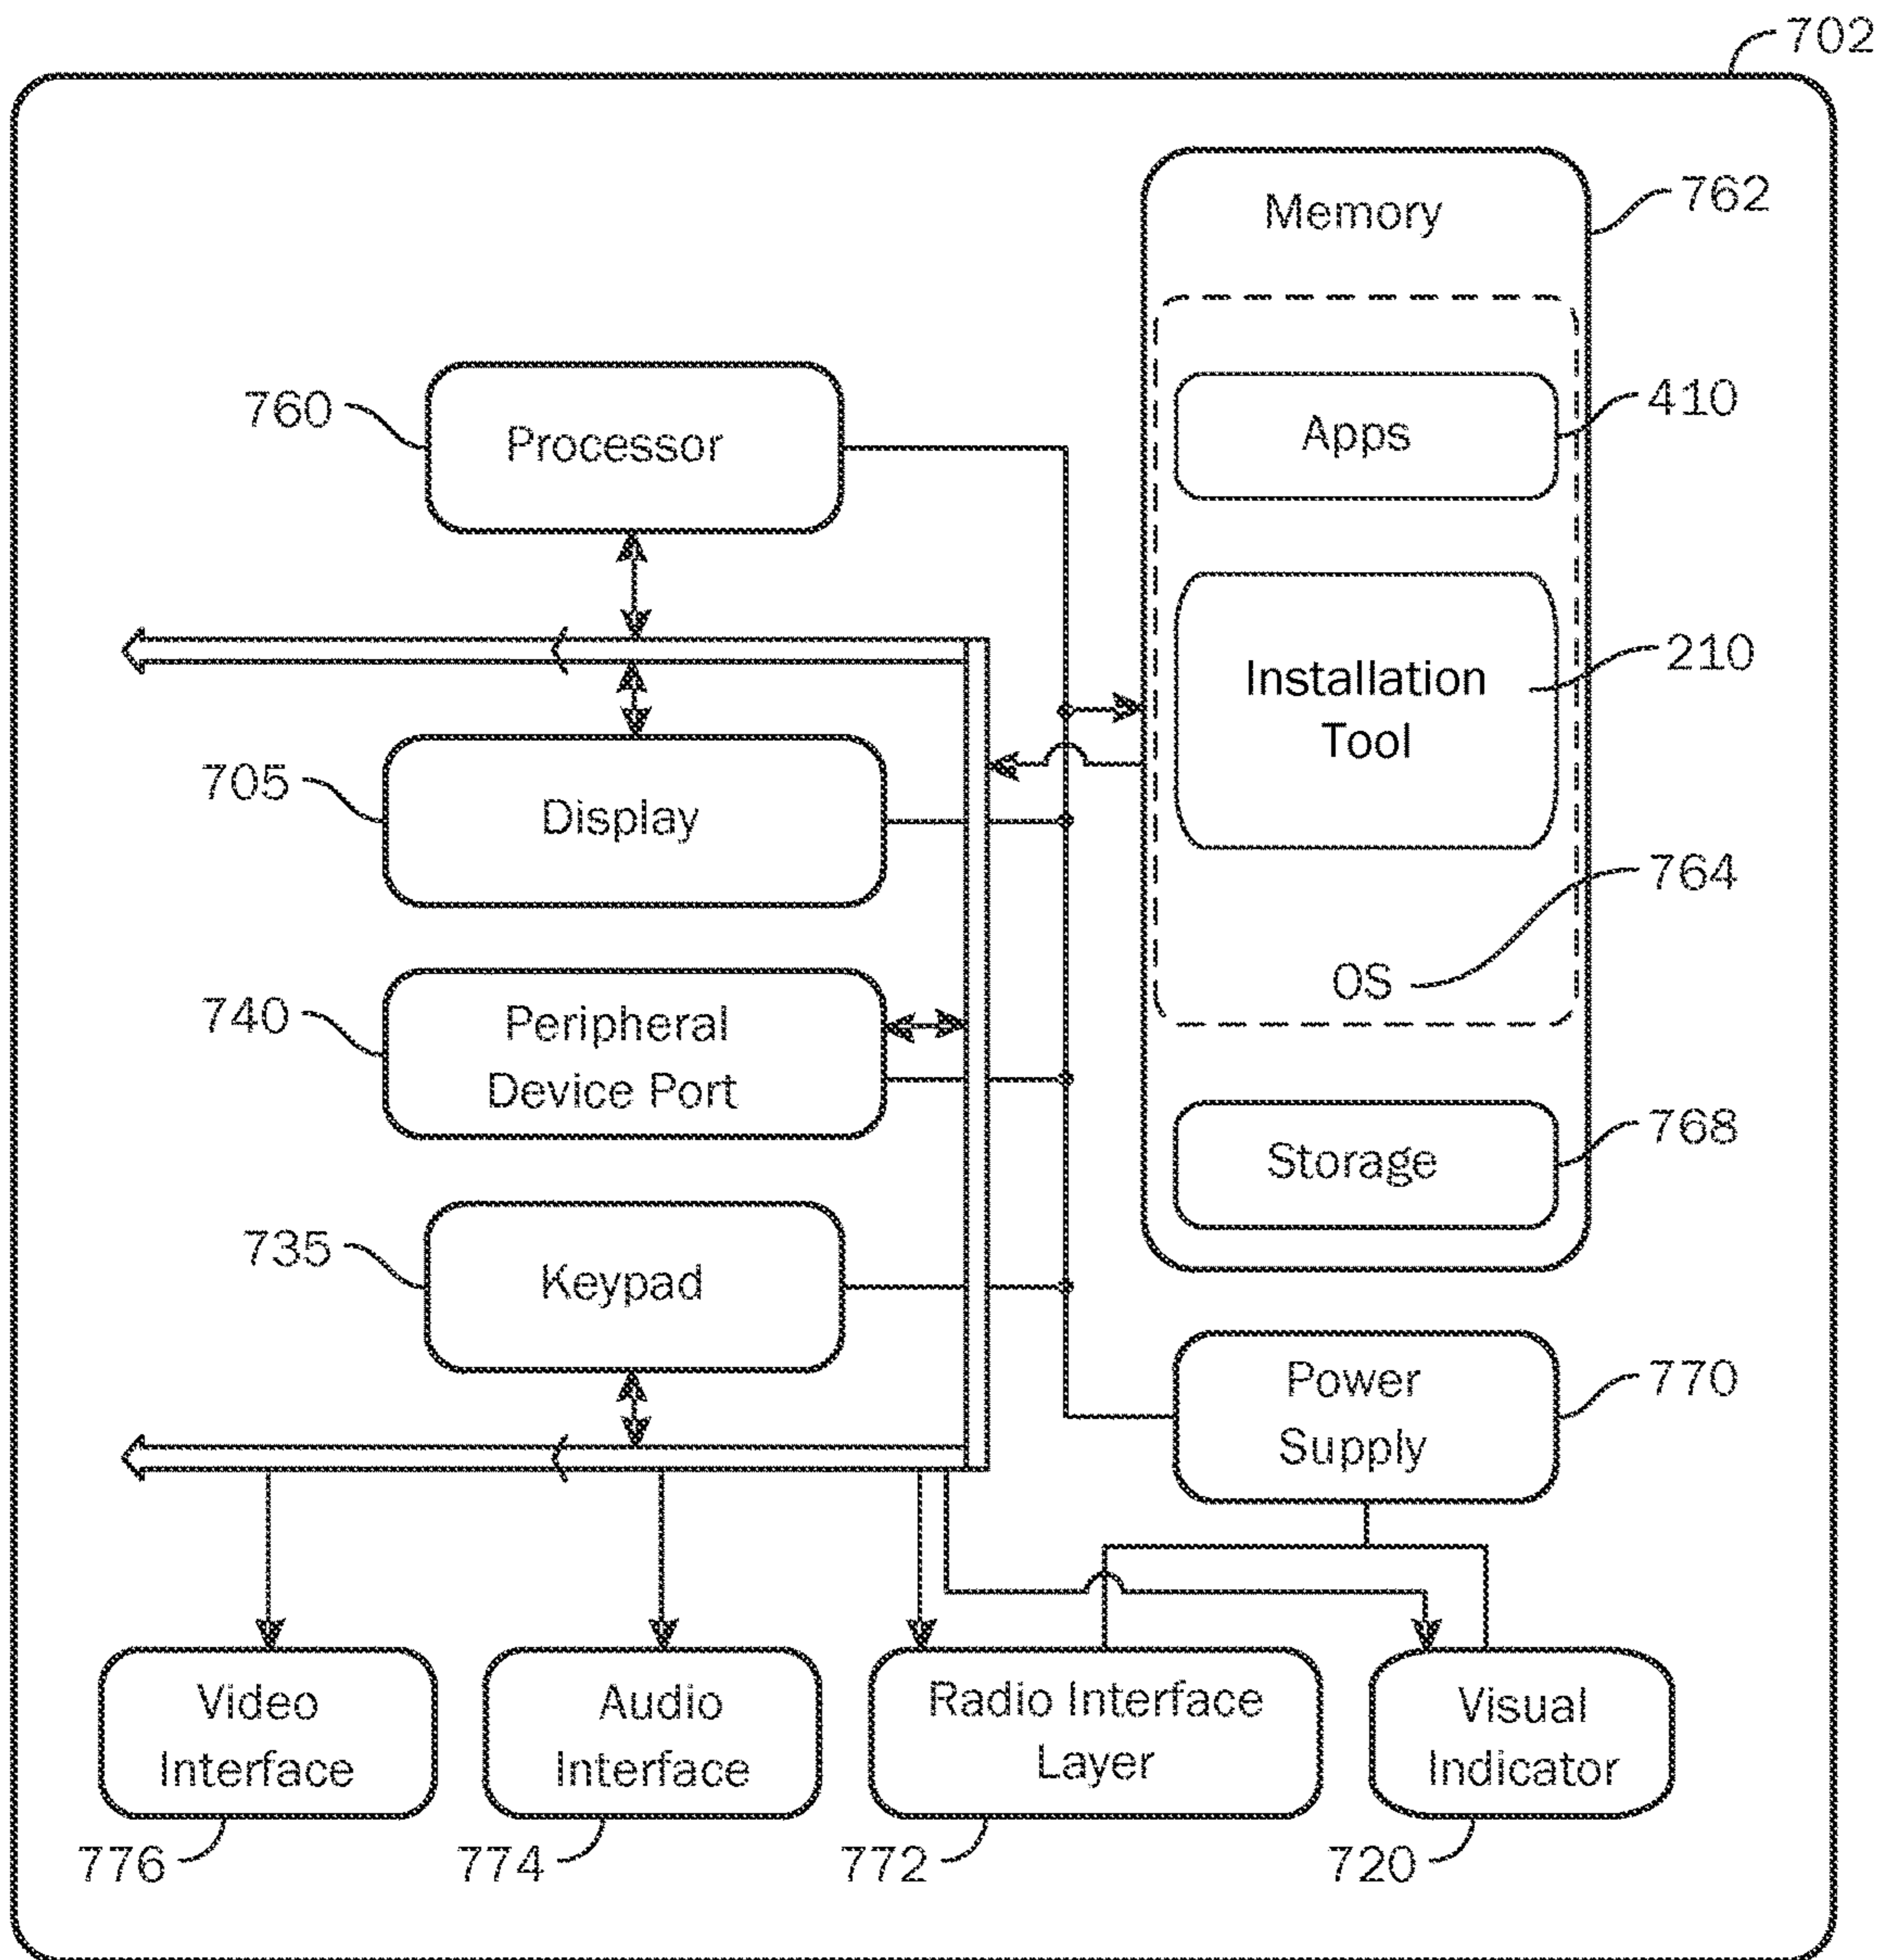 702
Memory
762
Apps
410
760
Processor
Installation
Tool
210
705
Display
764
OS
740
Peripheral
Device Port
Storage
768
735
Keypad
Power
Supply
770
Video
Interface
Audio
Interface
Radio Interface
Layer
Visual
Indicator
776
774
772
720